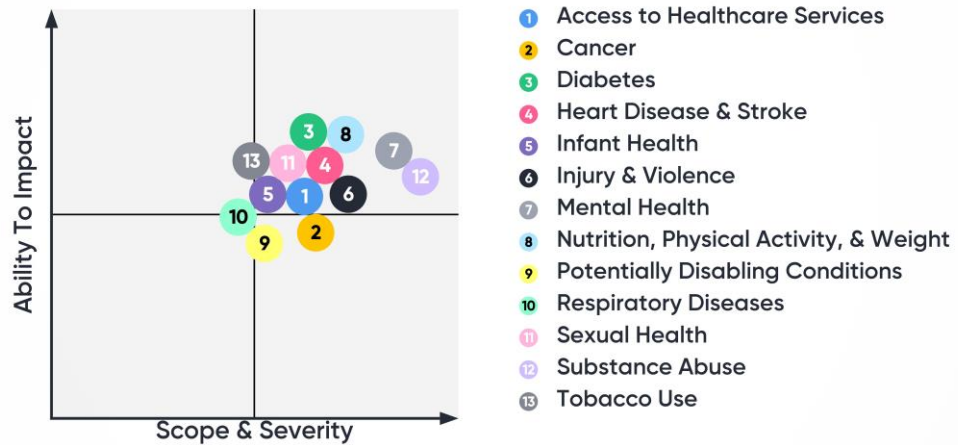 Ability To Impact
3
8
13
11
4
7
12
5
1
6
10
9
2
Scope & Severity
1 Access to Healthcare Services
2 Cancer
3 Diabetes
4 Heart Disease & Stroke
5 Infant Health
6 Injury & Violence
7 Mental Health
8 Nutrition, Physical Activity, & Weight
9 Potentially Disabling Conditions
10 Respiratory Diseases
11 Sexual Health
12 Substance Abuse
13 Tobacco Use